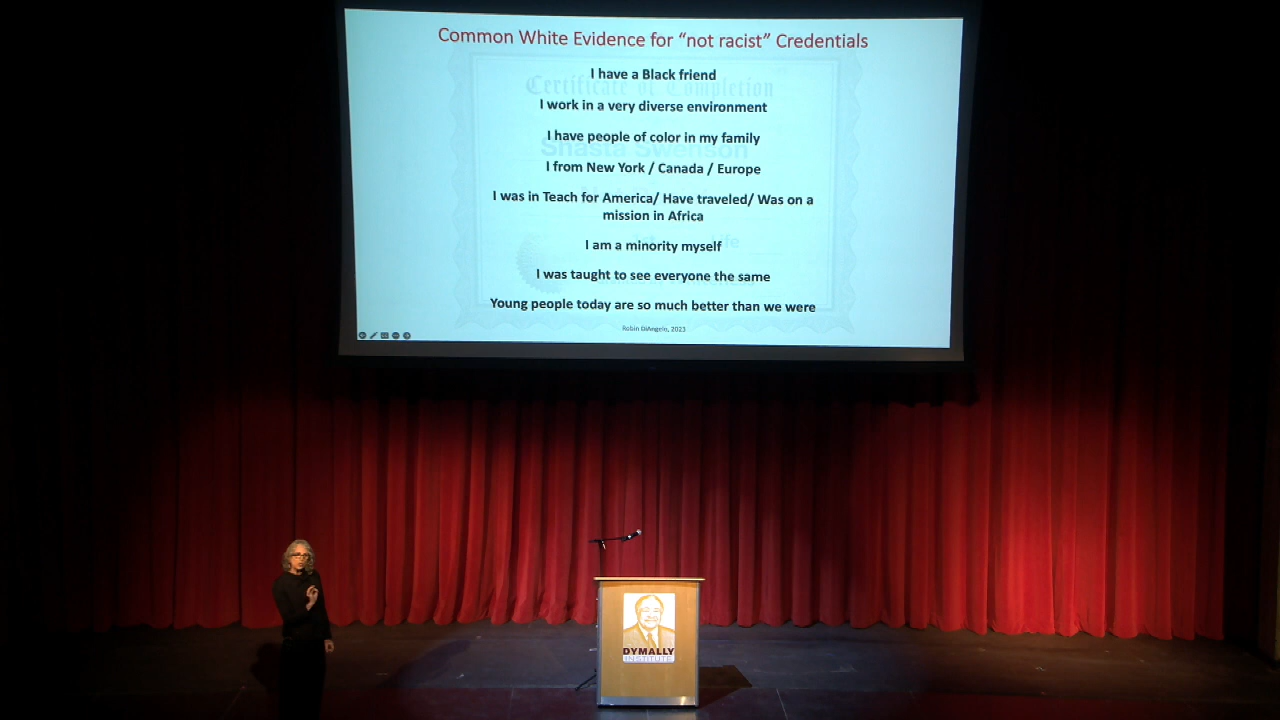 Common White Evidence for “not racist” Credentials
Certificate of Completion
I have a Black friend
I work in a very diverse environment
I have people of color in my family
Shasta Swenson
I from New York / Canada / Europe
I was in Teach for America/ Have traveled/ Was on a
mission in Africa
I am a minority myself
I was taught to see everyone the same
Young people today are so much better than we were
Robin DiAngelo, 2023
DYMALLY
INSTITUTE